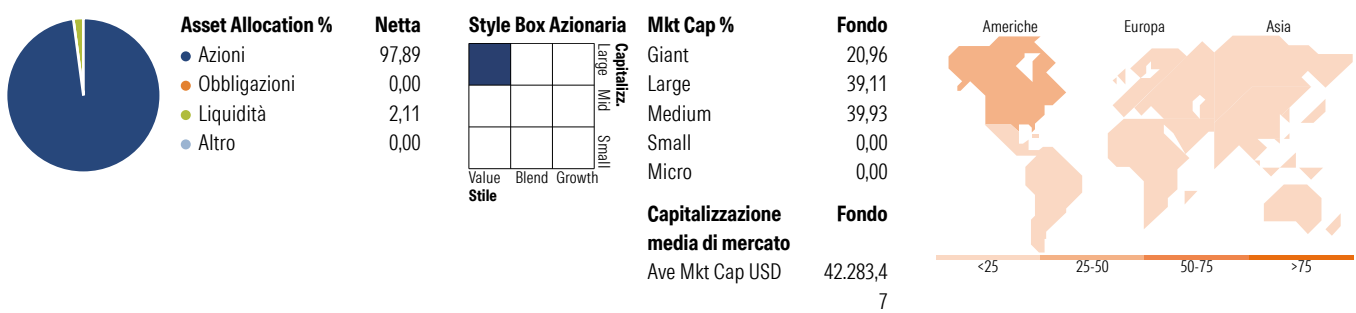 Asset Allocation % Netta
Azioni 97,89
Obbligazioni 0,00
Liquidità 2,11
Altro 0,00
Style Box Azionaria
Large
Mid
Small
Capitalizz.
Value Blend Growth
Stile
Mkt Cap % Fondo
Giant 20,96
Large 39,11
Medium 39,93
Small 0,00
Micro 0,00
Capitalizzazione Fondo
media di mercato
Ave Mkt Cap USD 42.283,4
7
Americhe Europa Asia
<25 25-50 50-75 >75